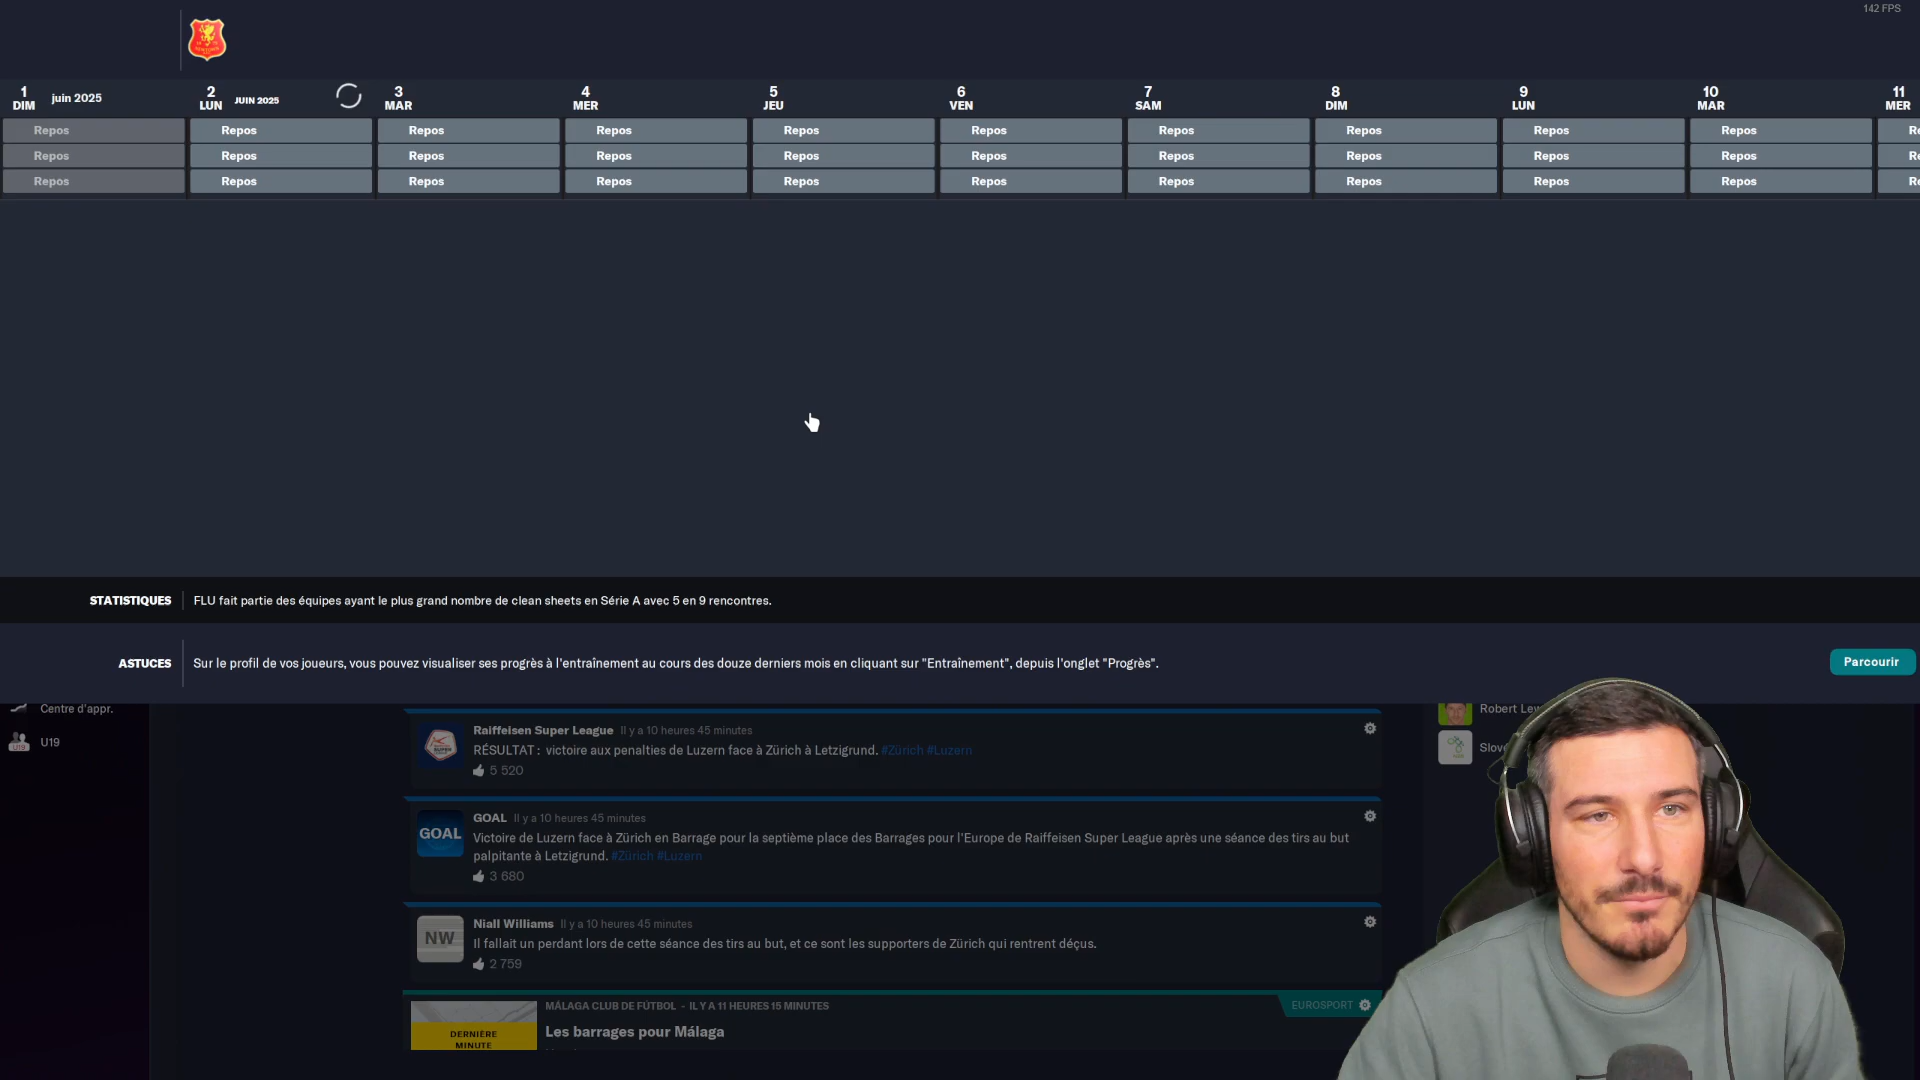 142 FPS
1
DIM
juin 2025
2
LUN
JUIN 2025
3
MAR
4
MER
5
JEU
6
VEN
7
SAM
8
DIM
9
LUN
10
MAR
11
MER
Repos Repos Repos Repos Repos Repos Repos Repos Repos Repos
Repos Repos Repos Repos Repos Repos Repos Repos Repos Repos
Repos Repos Repos Repos Repos Repos Repos Repos Repos Repos
STATISTIQUES
FLU fait partie des équipes ayant le plus grand nombre de clean sheets en Série A avec 5 en 9 rencontres.
ASTUCES
Sur le profil de vos joueurs, vous pouvez visualiser ses progrès à l'entraînement au cours des douze derniers mois en cliquant sur "Entraînement", depuis l'onglet "Progrès".
Parcourir
Centre d'appr.
U19
U19
Raiffeisen Super League Il y a 10 heures 45 minutes
RÉSULTAT : victoire aux penalties de Luzern face à Zürich à Letzigrund. #Zürich #Luzern
5 520
GOAL
GOAL Il y a 10 heures 45 minutes
Victoire de Luzern face à Zürich en Barrage pour la septième place des Barrages pour l'Europe de Raiffeisen Super League après une séance des tirs au but
palpitante à Letzigrund. #Zürich #Luzern
3 680
NW
Niall Williams Il y a 10 heures 45 minutes
Il fallait un perdant lors de cette séance des tirs au but, et ce sont les supporters de Zürich qui rentrent déçus.
2 759
DERNIÈRE
MINUTE
MÁLAGA CLUB DE FÚTBOL - IL Y A 11 HEURES 15 MINUTES
EUROSPORT
Les barrages pour Málaga
Robert Lew
Slov